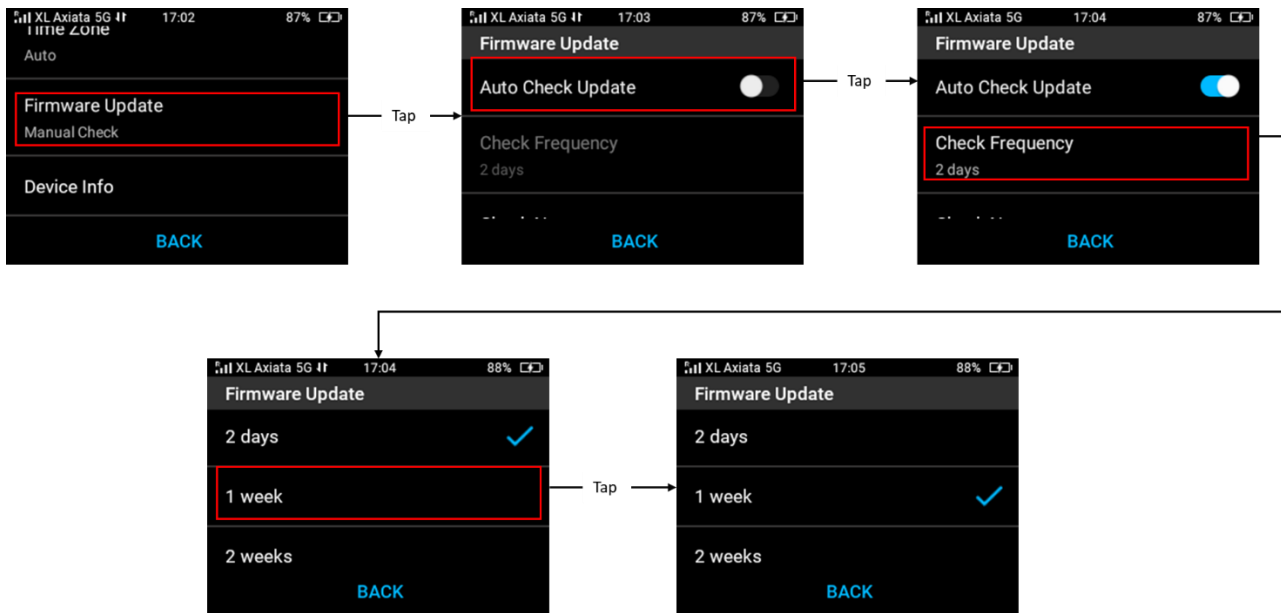 XL Axiata 5G 17:02 87%
Time Zone
Auto
Firmware Update
Manual Check
Device Info
BACK
Tap
XL Axiata 5G 17:03 87%
Firmware Update
Auto Check Update
Check Frequency
2 days
BACK
Tap
XL Axiata 5G 17:04 87%
Firmware Update
Auto Check Update
Check Frequency
2 days
BACK
XL Axiata 5G 17:04 88%
Firmware Update
2 days
1 week
2 weeks
BACK
Tap
XL Axiata 5G 17:05 88%
Firmware Update
2 days
1 week
2 weeks
BACK